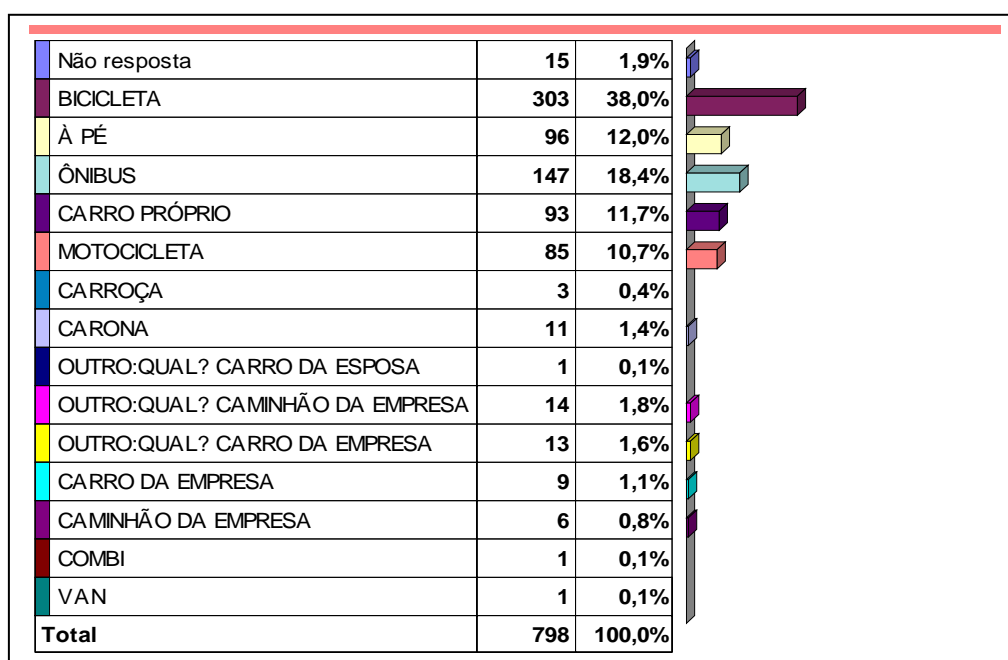 Não resposta 15 1,9%
BICICLETA 303 38,0%
À PÉ 96 12,0%
ÔNIBUS 147 18,4%
CARRO PRÓPRIO 93 11,7%
MOTOCICLETA 85 10,7%
CARROÇA 3 0,4%
CARONA 11 1,4%
OUTRO:QUAL? CARRO DA ESPOSA 1 0,1%
OUTRO:QUAL? CAMINHÃO DA EMPRESA 14 1,8%
OUTRO:QUAL? CARRO DA EMPRESA 13 1,6%
CARRO DA EMPRESA 9 1,1%
CAMINHÃO DA EMPRESA 6 0,8%
COMBI 1 0,1%
VAN 1 0,1%
Total 798 100,0%